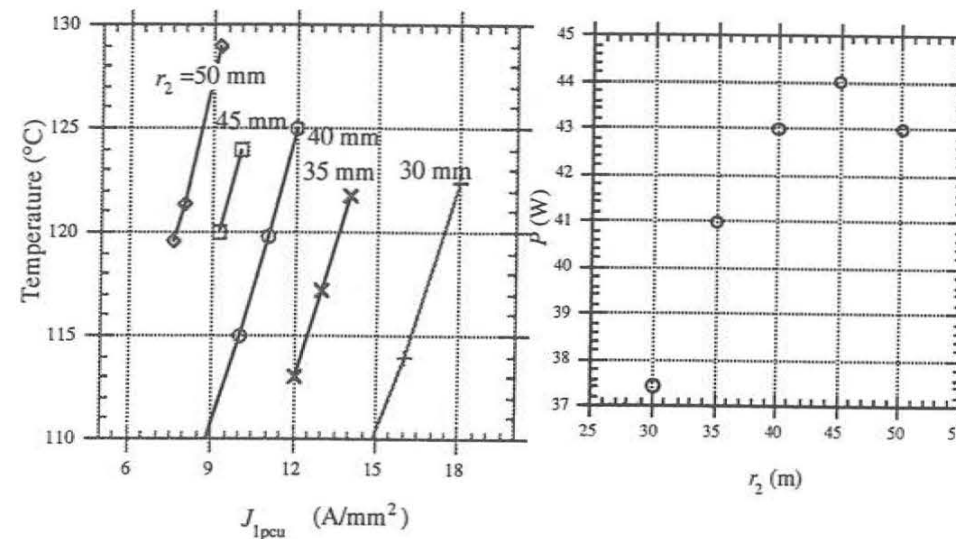 130
125
120
115
110
Temperature (°C)
r₂ =50 mm
45 mm
40 mm
35 mm
30 mm
6 9 12 15 18
J₁pcu (A/mm²)
45
44
43
42
41
40
39
38
37
P (W)
25 30 35 40 45 50 55
r₂ (m)